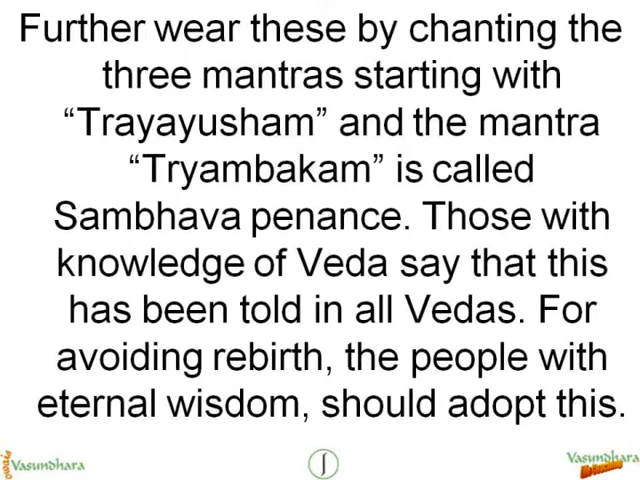 Further wear these by chanting the
three mantras starting with
“Trayayusham” and the mantra
“Tryambakam” is called
Sambhava penance. Those with
knowledge of Veda say that this
has been told in all Vedas. For
avoiding rebirth, the people with
eternal wisdom, should adopt this.
Vasundhara
Vasundhara